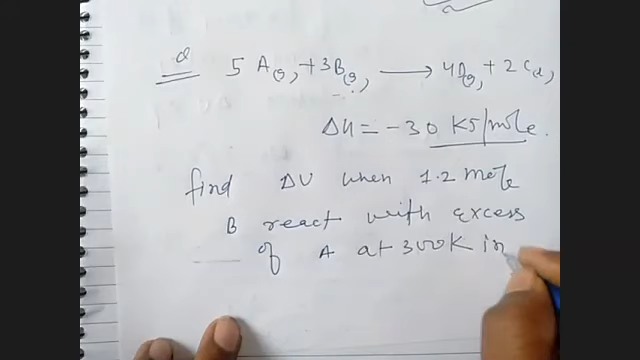 Q 5 A(g) + 3B(g) ⟶ 4D(g) + 2C(l)
ΔH = -30 KJ/mole.
find ΔU when 1.2 mole
B react with excess
of A at 300K in